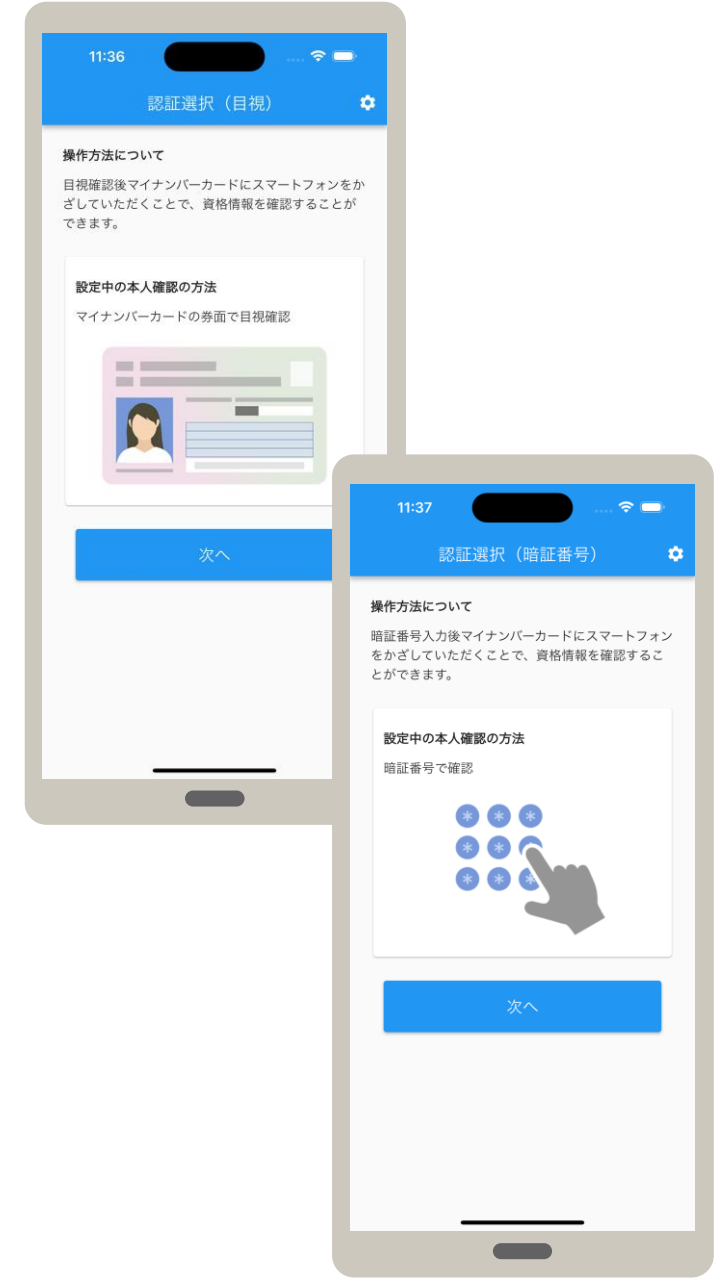 11:36
認証選択（目視）
操作方法について
目視確認後マイナンバーカードにスマートフォンをか
ざしていただくことで、資格情報を確認することが
できます。
設定中の本人確認の方法
マイナンバーカードの券面で目視確認
次へ
11:37
認証選択（暗証番号）
操作方法について
暗証番号入力後マイナンバーカードにスマートフォン
をかざしていただくことで、資格情報を確認するこ
とができます。
設定中の本人確認の方法
暗証番号で確認
次へ